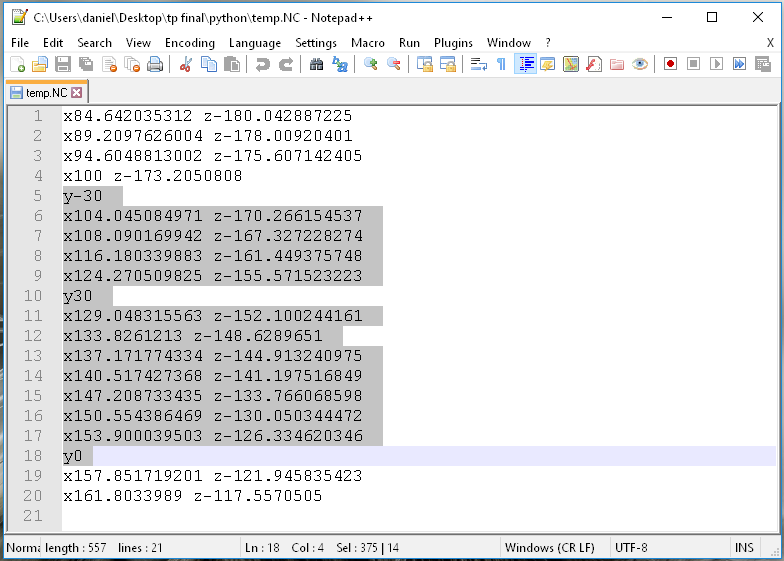 C:\Users\daniel\Desktop\tp final\python\temp.NC - Notepad++
File Edit Search View Encoding Language Settings Macro Run Plugins Window ? X
temp.NC
1 x84.642035312 z-180.042887225
2 x89.2097626004 z-178.00920401
3 x94.6048813002 z-175.607142405
4 x100 z-173.2050808
5 y-30
6 x104.045084971 z-170.266154537
7 x108.090169942 z-167.327228274
8 x116.180339883 z-161.449375748
9 x124.270509825 z-155.571523223
10 y30
11 x129.048315563 z-152.100244161
12 x133.8261213 z-148.6289651
13 x137.171774334 z-144.913240975
14 x140.517427368 z-141.197516849
15 x147.208733435 z-133.766068598
16 x150.554386469 z-130.050344472
17 x153.900039503 z-126.334620346
18 y0
19 x157.851719201 z-121.945835423
20 x161.8033989 z-117.5570505
21
Norma length : 557 lines : 21 Ln : 18 Col : 4 Sel : 375 | 14 Windows (CR LF) UTF-8 INS